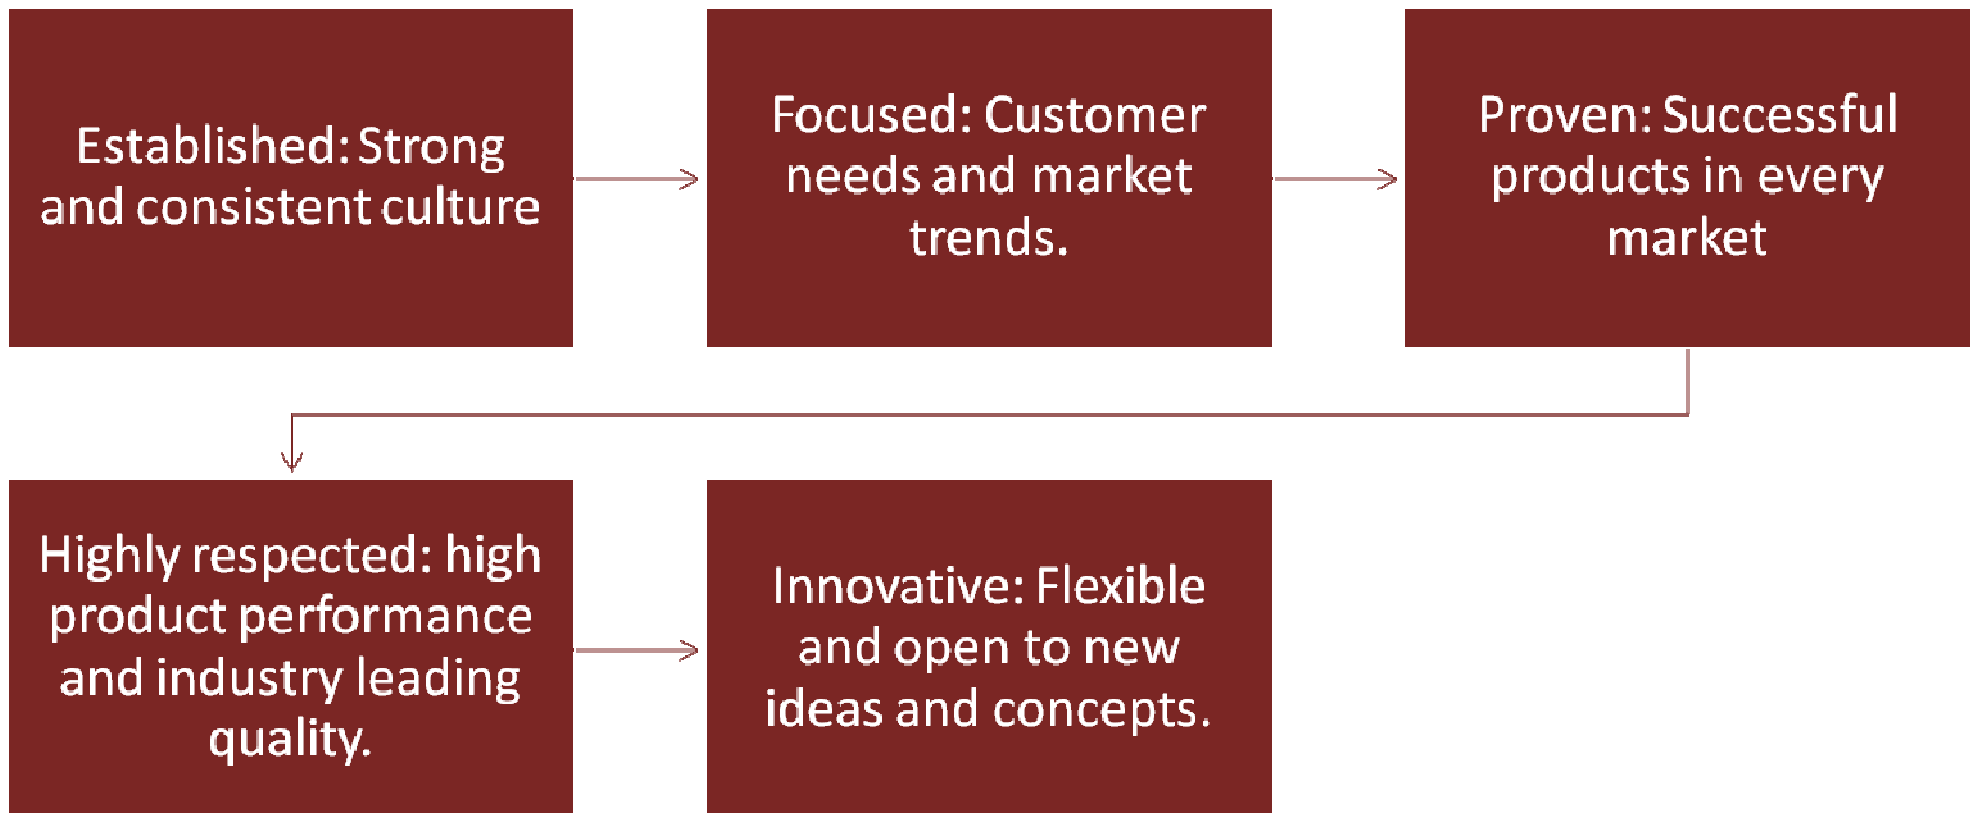 Established: Strong
and consistent culture
Focused: Customer
needs and market
trends.
Proven: Successful
products in every
market
Highly respected: high
product performance
and industry leading
quality.
Innovative: Flexible
and open to new
ideas and concepts.